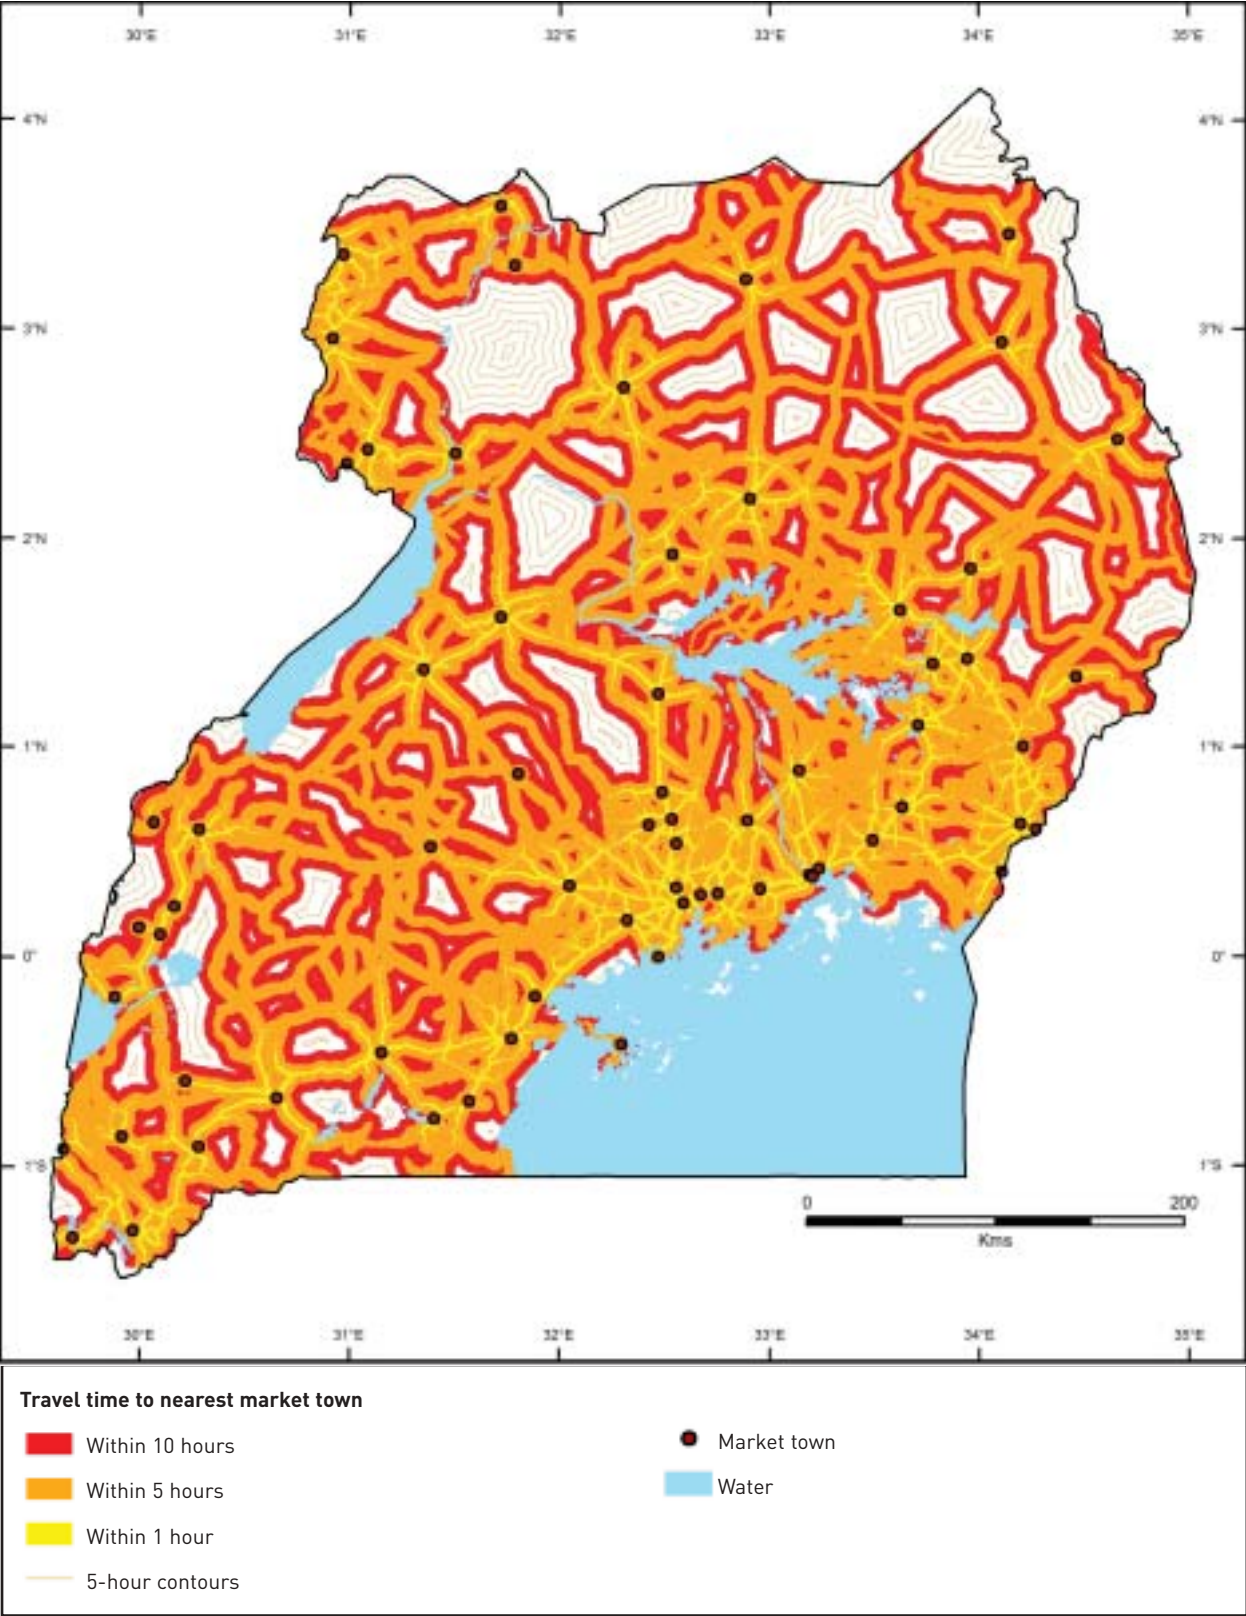 30°E 31°E 32°E 33°E 34°E 35°E
4°N 4°N
3°N 3°N
2°N 2°N
1°N 1°N
0° 0°
1°S 1°S
0 200
Kms
30°E 31°E 32°E 33°E 34°E 35°E
Travel time to nearest market town
Within 10 hours
Market town
Within 5 hours
Water
Within 1 hour
5-hour contours